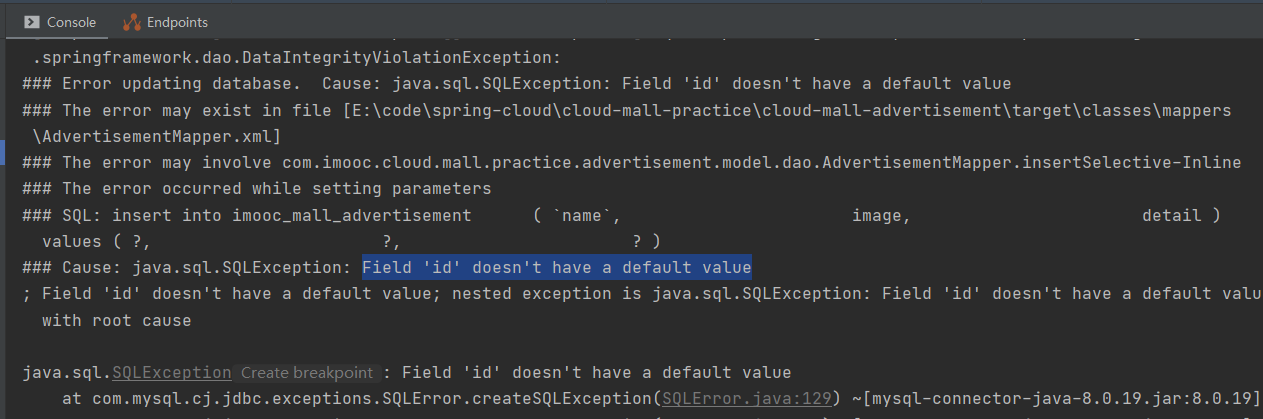 Console Endpoints
.springframework.dao.DataIntegrityViolationException:
### Error updating database.  Cause: java.sql.SQLException: Field 'id' doesn't have a default value
### The error may exist in file [E:\code\spring-cloud\cloud-mall-practice\cloud-mall-advertisement\target\classes\mappers
\AdvertisementMapper.xml]
### The error may involve com.imooc.cloud.mall.practice.advertisement.model.dao.AdvertisementMapper.insertSelective-Inline
### The error occurred while setting parameters
### SQL: insert into imooc_mall_advertisement      ( `name`,                       image,                       detail )
values ( ?,                       ?,                       ? )
### Cause: java.sql.SQLException: Field 'id' doesn't have a default value
; Field 'id' doesn't have a default value; nested exception is java.sql.SQLException: Field 'id' doesn't have a default valu
with root cause
java.sql.SQLException Create breakpoint : Field 'id' doesn't have a default value
at com.mysql.cj.jdbc.exceptions.SQLError.createSQLException(SQLError.java:129) ~[mysql-connector-java-8.0.19.jar:8.0.19]